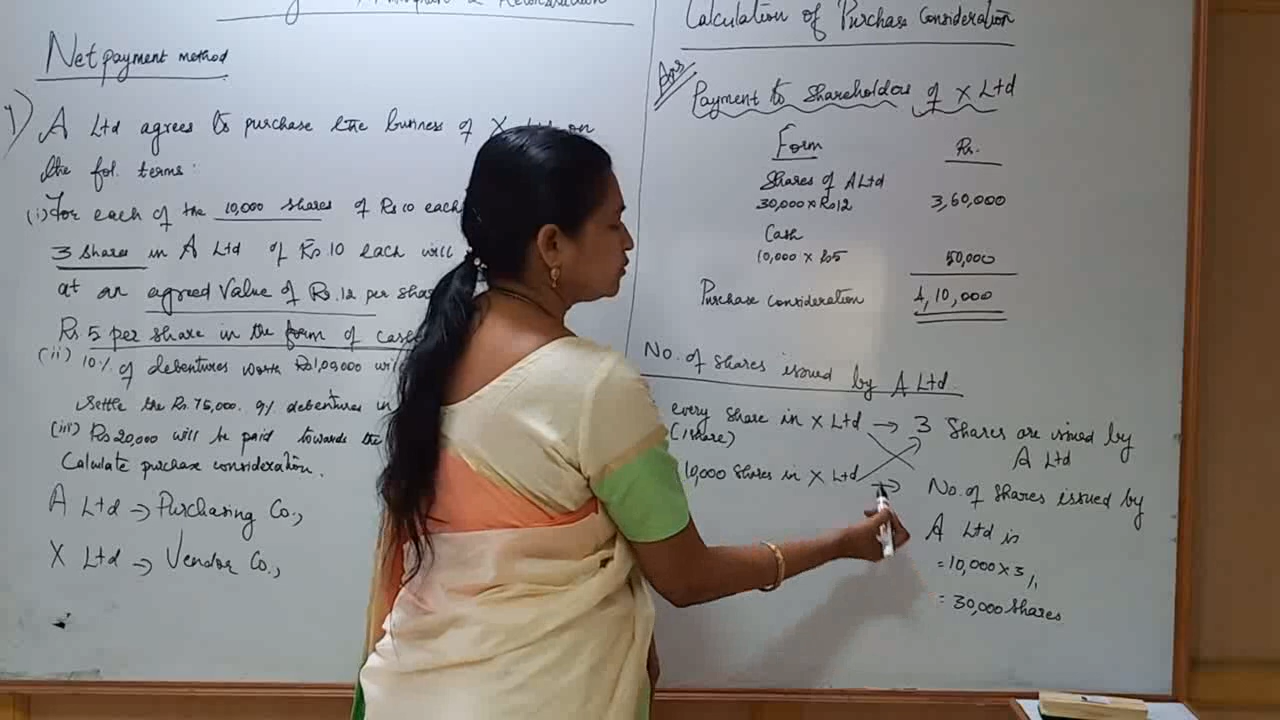 Net payment method
1) A Ltd agrees to purchase the business of X on
the fol. terms:
(i) For each of the 10,000 shares of Rs 10 each
3 share in A Ltd of Rs. 10 each will
at an agreed value of Rs. 12 per shar
Rs 5 per share in the form of cash
(ii) 10% of debentures worth
settle the Rs. 75,000. 9% debentures in
(iii) Rs 20,000 will be paid towards the
Calculate purchase consideration.
A Ltd → Purchasing Co.,
X Ltd → Vendor Co.,
Calculation of Purchase Consideration
Ans
Payment to Shareholders of X Ltd
Form Rs.
Shares of A Ltd
30,000 x Rs 12 3,60,000
Cash
10,000 x Rs 5 50,000
Purchase consideration 4,10,000
No. of shares issued by A Ltd.
every share in X Ltd → 3 Shares are issued by
(1 share) A Ltd
10,000 Shares in X Ltd → No. of shares issued by
A Ltd is
= 10,000 x 3/1
= 30,000 Shares